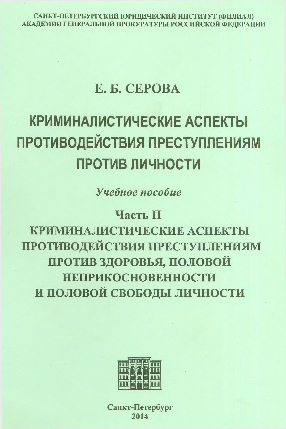 САНКТ-ПЕТЕРБУРГСКИЙ ЮРИДИЧЕСКИЙ ИНСТИТУТ (ФИЛИАЛ)
АКАДЕМИИ ГЕНЕРАЛЬНОЙ ПРОКУРАТУРЫ РОССИЙСКОЙ ФЕДЕРАЦИИ
Е. Б. СЕРОВА
КРИМИНАЛИСТИЧЕСКИЕ АСПЕКТЫ
ПРОТИВОДЕЙСТВИЯ ПРЕСТУПЛЕНИЯМ
ПРОТИВ ЛИЧНОСТИ
Учебное пособие
Часть II
КРИМИНАЛИСТИЧЕСКИЕ АСПЕКТЫ
ПРОТИВОДЕЙСТВИЯ ПРЕСТУПЛЕНИЯМ
ПРОТИВ ЗДОРОВЬЯ, ПОЛОВОЙ
НЕПРИКОСНОВЕННОСТИ
И ПОЛОВОЙ СВОБОДЫ ЛИЧНОСТИ
Санкт-Петербург
2014